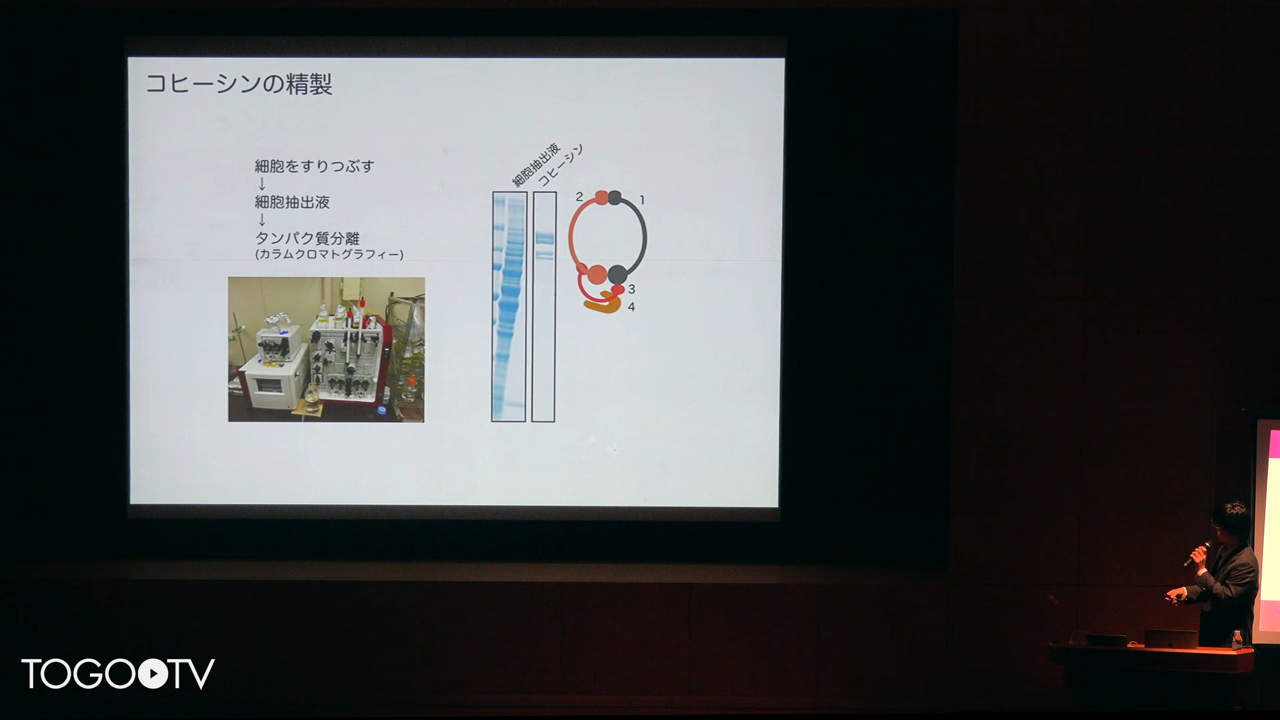 コヒーシンの精製
細胞をすりつぶす
↓
細胞抽出液
↓
タンパク質分離
(カラムクロマトグラフィー)
細胞抽出液
コヒーシン
2
1
3
4
TOGOTV